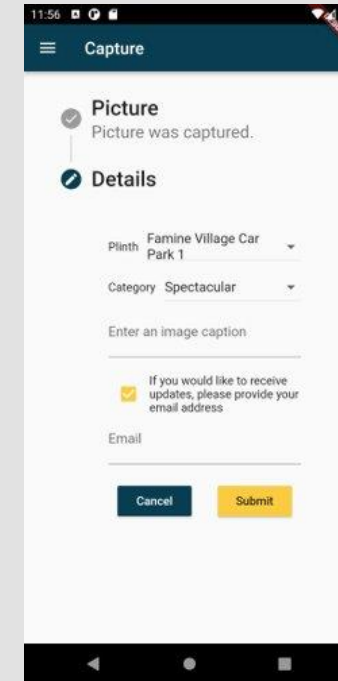 11:56
Capture
Picture
Picture was captured.
Details
Plinth
Famine Village Car
Park 1
Category Spectacular
Enter an image caption
If you would like to receive
updates, please provide your
email address
Email
Cancel Submit